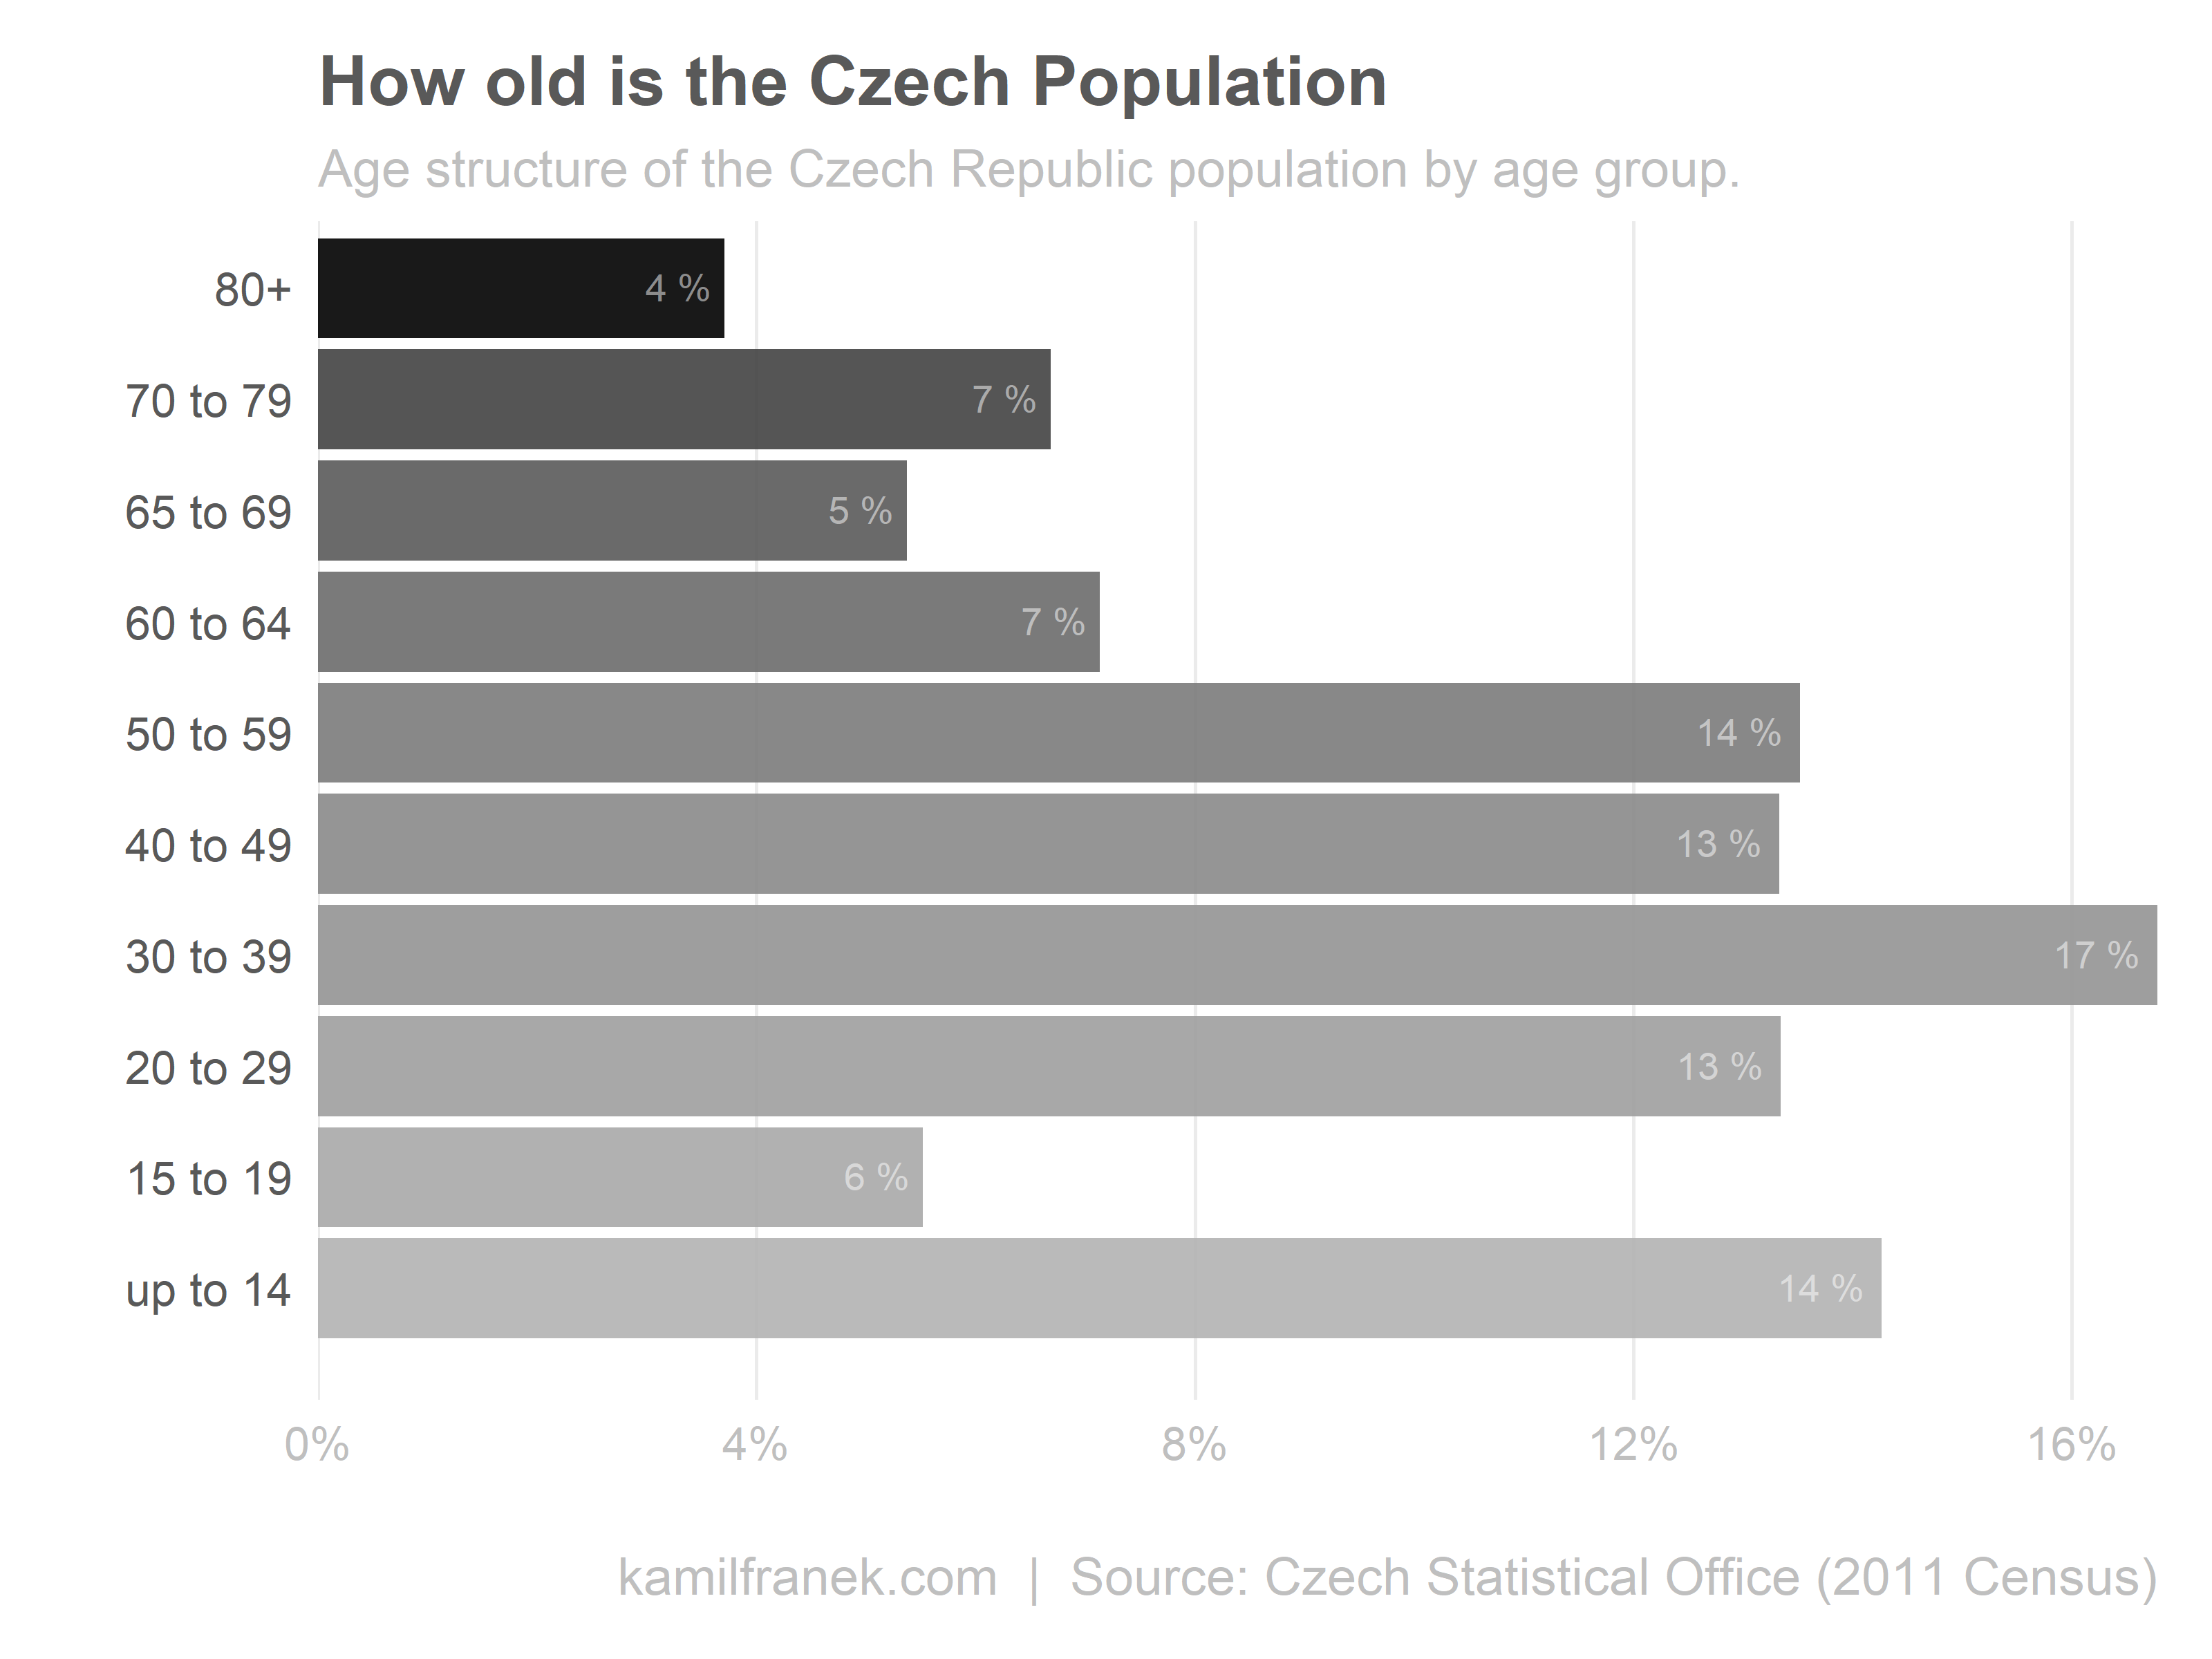 How old is the Czech Population
Age structure of the Czech Republic population by age group.
80+ 4 %
70 to 79 7 %
65 to 69 5 %
60 to 64 7 %
50 to 59 14 %
40 to 49 13 %
30 to 39 17 %
20 to 29 13 %
15 to 19 6 %
up to 14 14 %
0% 4% 8% 12% 16%
kamilfranek.com | Source: Czech Statistical Office (2011 Census)